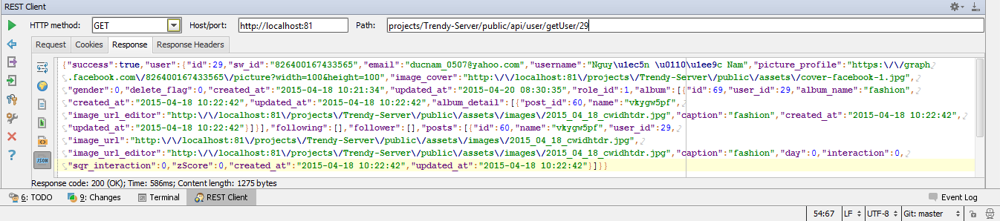 REST Client
HTTP method: GET Host/port: http://localhost:81 Path: projects/Trendy-Server/public/api/user/getUser/29
Request Cookies Response Response Headers
{"success":true,"user":{"id":29,"sw_id":"826400167433565","email":"ducnam_0507@yahoo.com","username":"Nguy\u1ec5n \u0110\u1ee9c Nam","picture_profile":"https:\/\/graph
.facebook.com\/826400167433565\/picture?width=100&height=100","image_cover":"http:\/\/localhost:81\/projects\/Trendy-Server\/public\/assets\/cover-facebook-1.jpg",
"gender":0,"delete_flag":0,"created_at":"2015-04-18 10:21:34","updated_at":"2015-04-20 08:30:35","role_id":1,"album":[{"id":69,"user_id":29,"album_name":"fashion",
"created_at":"2015-04-18 10:22:42","updated_at":"2015-04-18 10:22:42","album_detail":[{"post_id":60,"name":"vkygw5pf",
"image_url_editor":"http:\/\/localhost:81\/projects\/Trendy-Server\/public\/assets\/images\/2015_04_18_cwidhtdr.jpg","caption":"fashion","created_at":"2015-04-18 10:22:42",
"updated_at":"2015-04-18 10:22:42"}]}],"following":[],"follower":[],"posts":[{"id":60,"name":"vkygw5pf","user_id":29,
"image_url":"http:\/\/localhost:81\/projects\/Trendy-Server\/public\/assets\/images\/2015_04_18_cwidhtdr.jpg",
"image_url_editor":"http:\/\/localhost:81\/projects\/Trendy-Server\/public\/assets\/images\/2015_04_18_cwidhtdr.jpg","caption":"fashion","day":0,"interaction":0,
"sqr_interaction":0,"zScore":0,"created_at":"2015-04-18 10:22:42","updated_at":"2015-04-18 10:22:42"}]}}
JSON
Response code: 200 (OK); Time: 586ms; Content length: 1275 bytes
6: TODO 9: Changes Terminal REST Client Event Log
54:67 LF UTF-8 Git: master